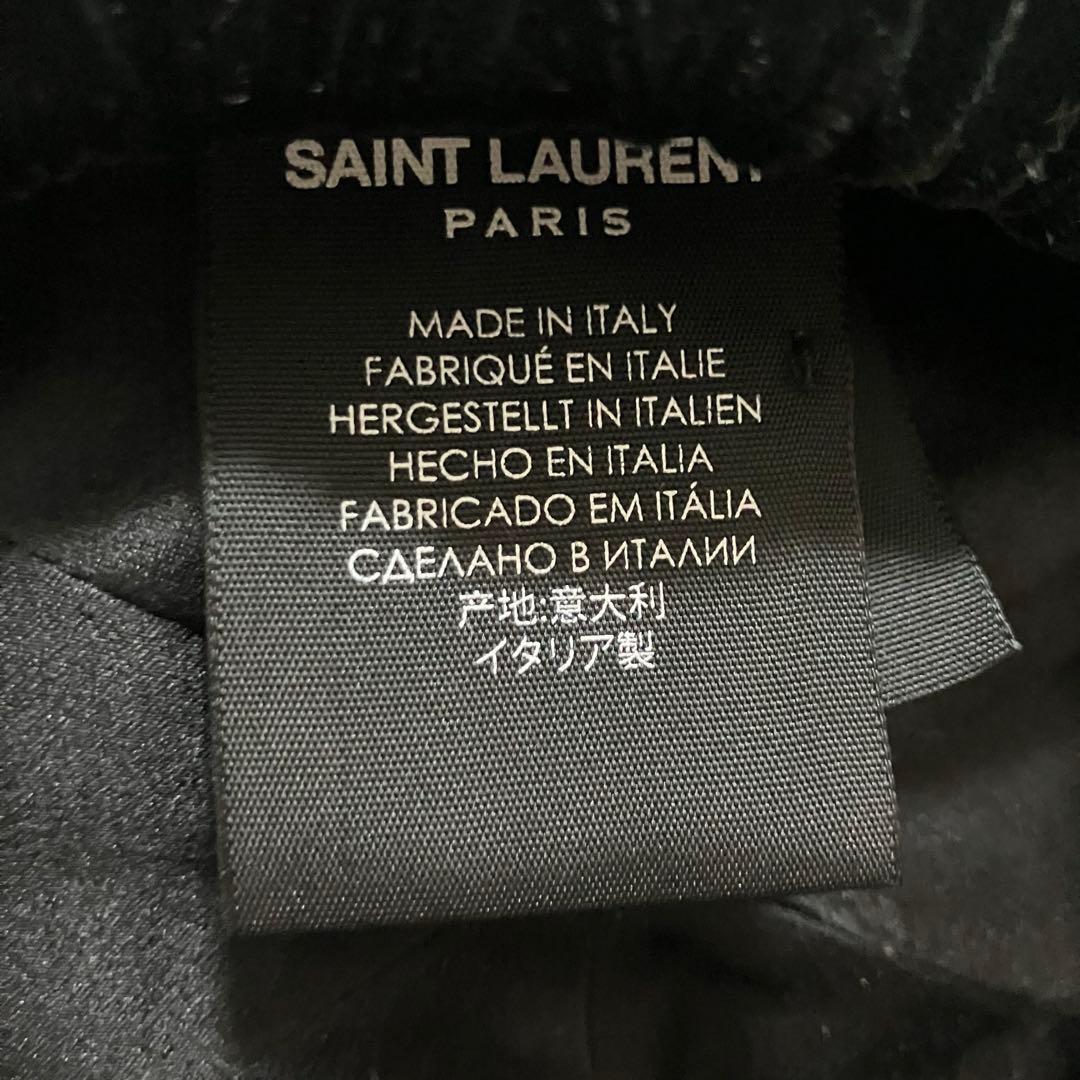 SAINT LAURENT
PARIS
MADE IN ITALY
FABRIQUÉ EN ITALIE
HERGESTELLT IN ITALIEN
HECHO EN ITALIA
FABRICADO EM ITÁLIA
СДЕЛАНО В ИТАЛИИ
产地:意大利
イタリア製